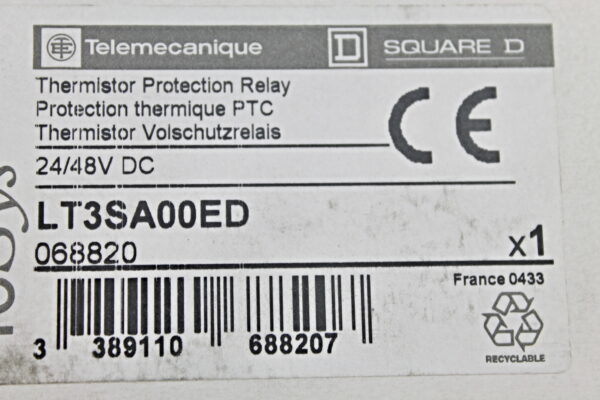 Telemecanique
SQUARE D
Thermistor Protection Relay
Protection thermique PTC
Thermistor Volschutzrelais
24/48V DC
LT3SA00ED
068820
x1
France 0433
3 389110 688207
RECYCLABLE